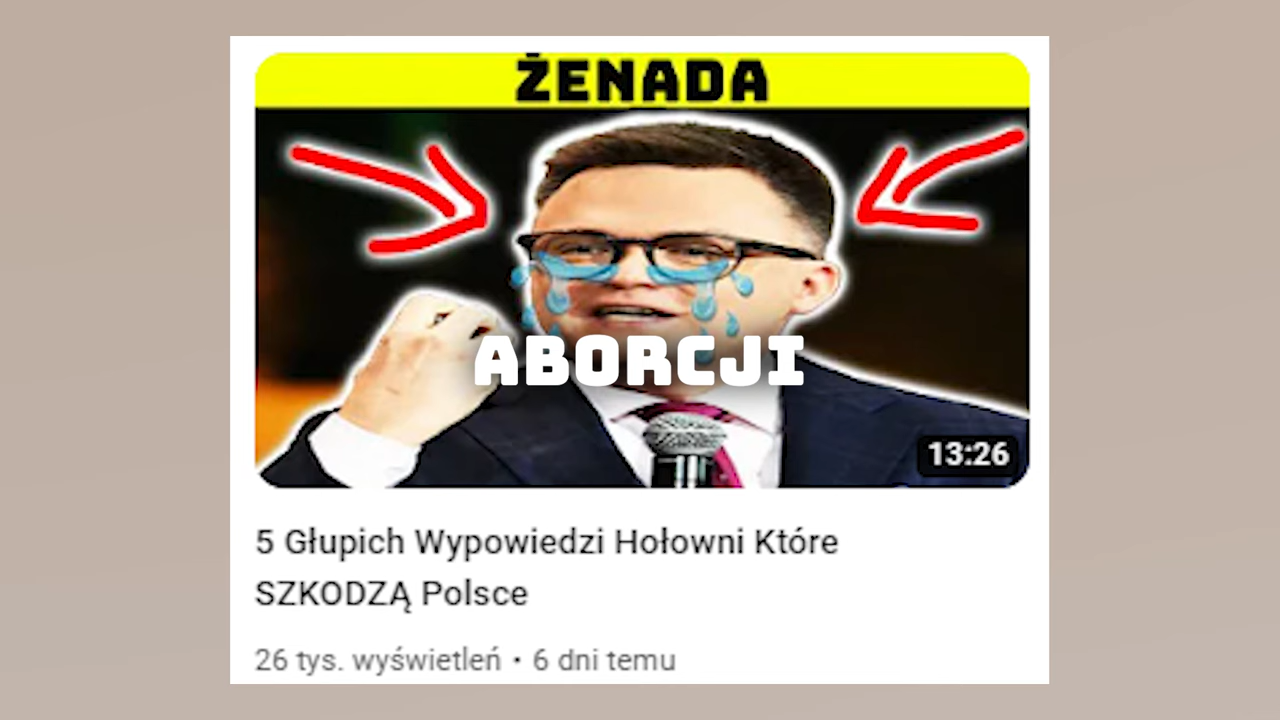 ŻENADA
ABORCJI
13:26
5 Głupich Wypowiedzi Hołowni Które
SZKODZĄ Polsce
26 tys. wyświetleń • 6 dni temu